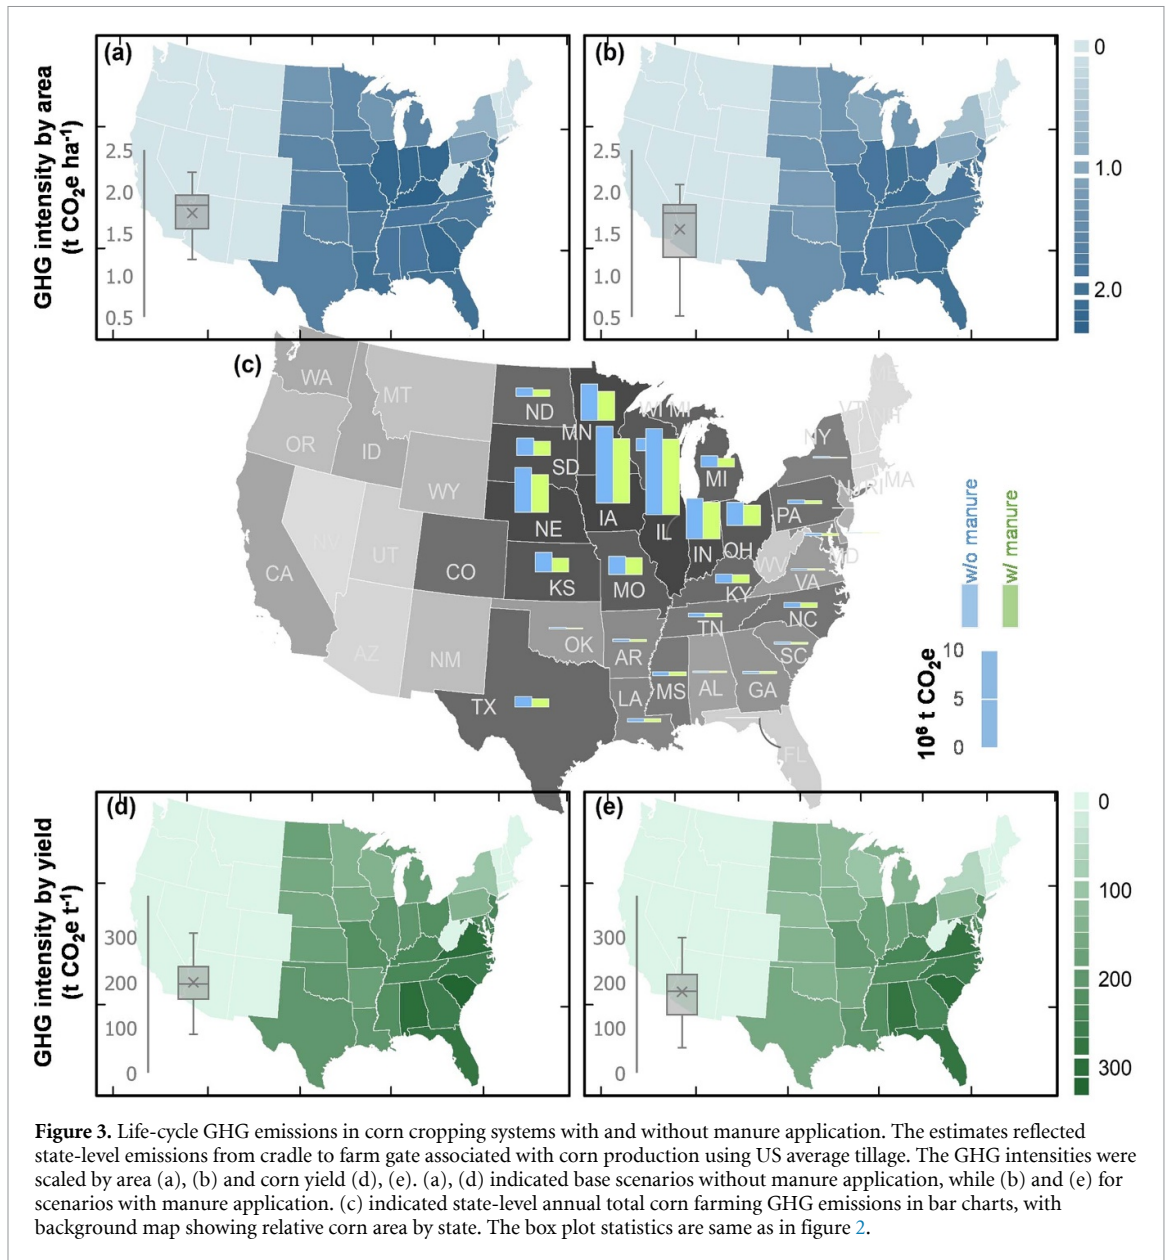 (a)
(b)
GHG intensity by area
(t CO₂e ha⁻¹)
2.5
2.0
1.5
1.0
0.5
2.5
2.0
1.5
1.0
0.5
0
1.0
2.0
(c)
WA
MT
ND
MN
WI
MI
OR
ID
SD
WY
NE
IA
IL
MI
NY
VT
NH
MA
RI
NJ
PA
IN
OH
NV
UT
CO
CA
KS
MO
KY
WV
VA
MD
AZ
NM
OK
AR
TN
NC
SC
TX
LA
MS
AL
GA
FL
w/o manure
w/ manure
10⁶ t CO₂e
10
5
0
(d)
(e)
GHG intensity by yield
(t CO₂e t⁻¹)
300
200
100
0
300
200
100
0
0
100
200
300
Figure 3. Life-cycle GHG emissions in corn cropping systems with and without manure application. The estimates reflected
state-level emissions from cradle to farm gate associated with corn production using US average tillage. The GHG intensities were
scaled by area (a), (b) and corn yield (d), (e). (a), (d) indicated base scenarios without manure application, while (b) and (e) for
scenarios with manure application. (c) indicated state-level annual total corn farming GHG emissions in bar charts, with
background map showing relative corn area by state. The box plot statistics are same as in figure 2.